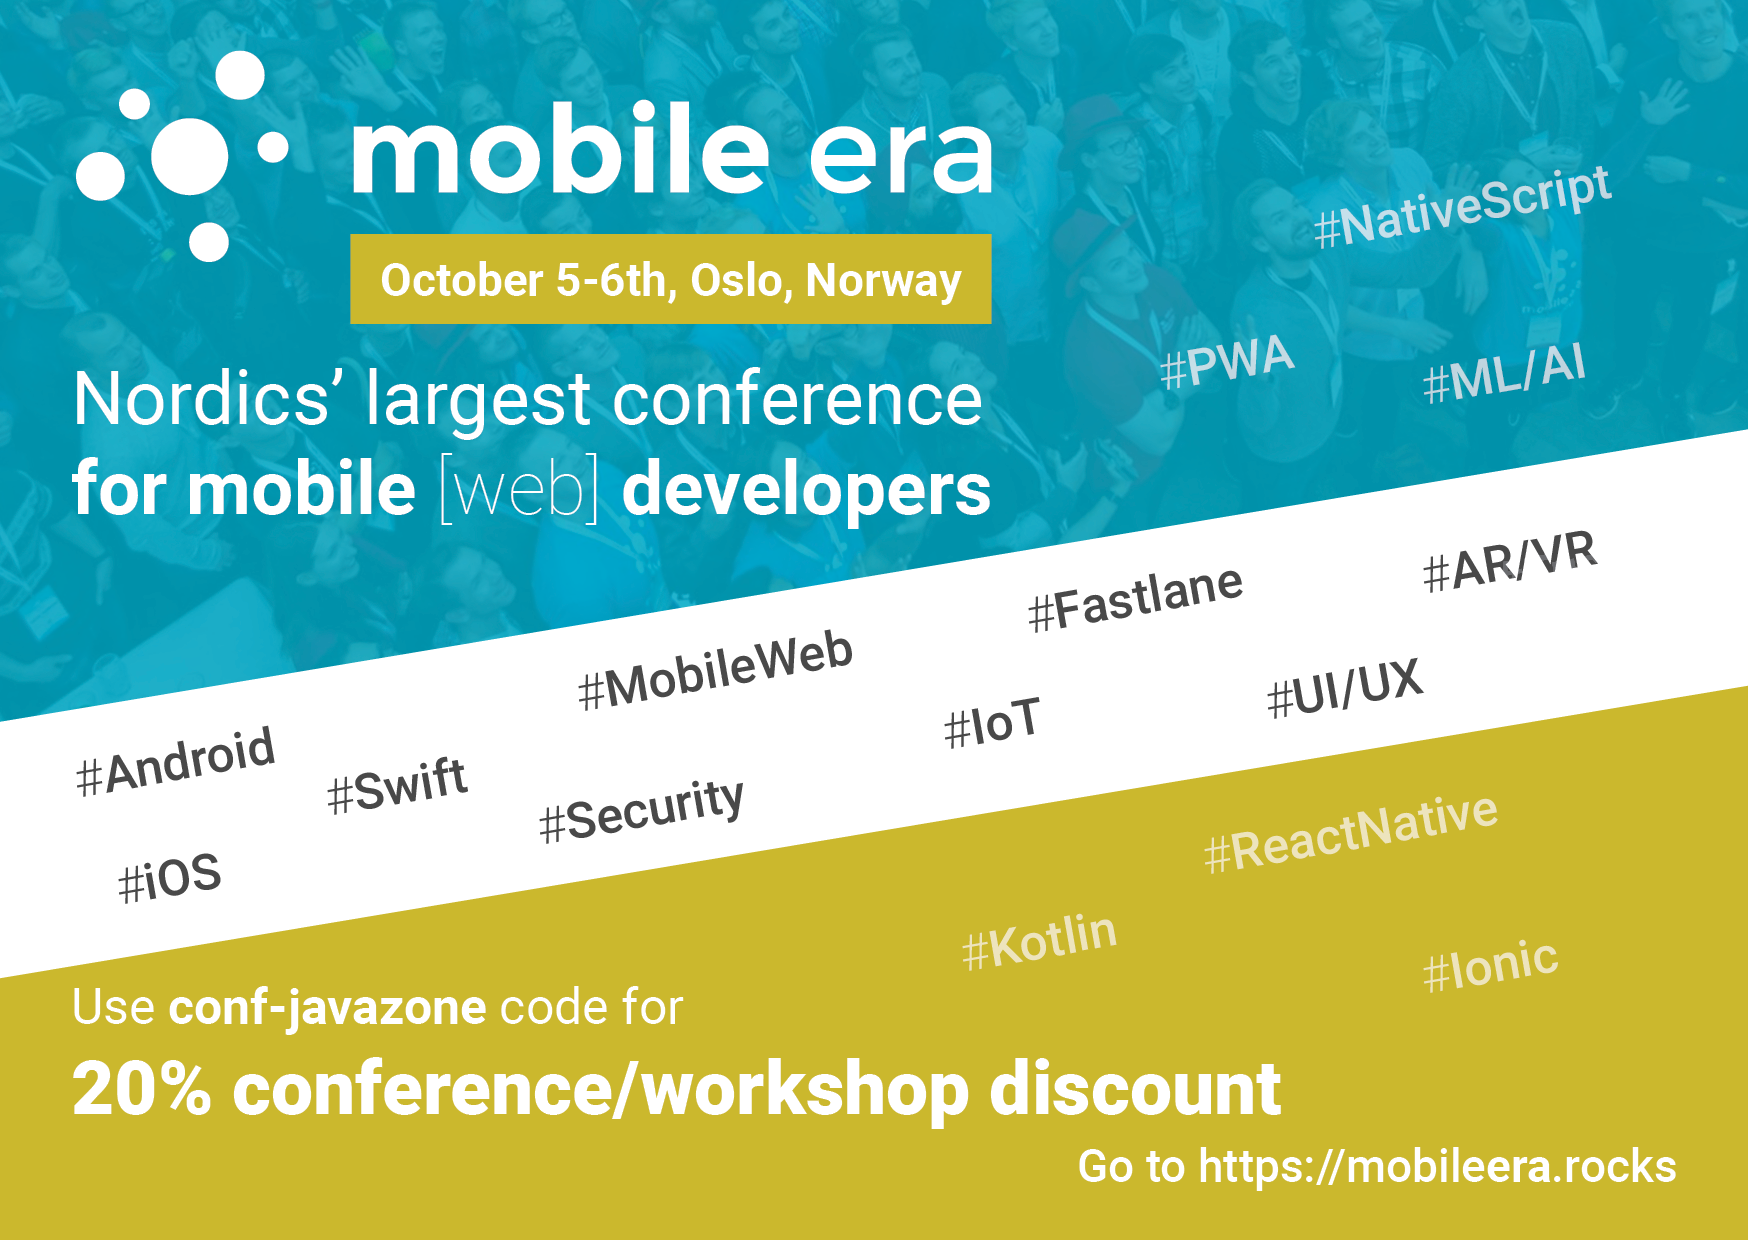 mobile era
October 5-6th, Oslo, Norway
Nordics’ largest conference
for mobile [web] developers
#NativeScript
#PWA
#ML/AI
#AR/VR
#Fastlane
#MobileWeb
#UI/UX
#IoT
#Android
#Swift
#Security
#iOS
#ReactNative
#Kotlin
#Ionic
Use conf-javazone code for
20% conference/workshop discount
Go to https://mobileera.rocks